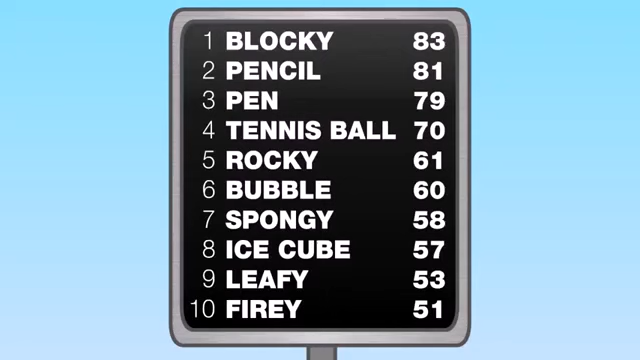 1 BLOCKY 83
2 PENCIL 81
3 PEN 79
4 TENNIS BALL 70
5 ROCKY 61
6 BUBBLE 60
7 SPONGY 58
8 ICE CUBE 57
9 LEAFY 53
10 FIREY 51